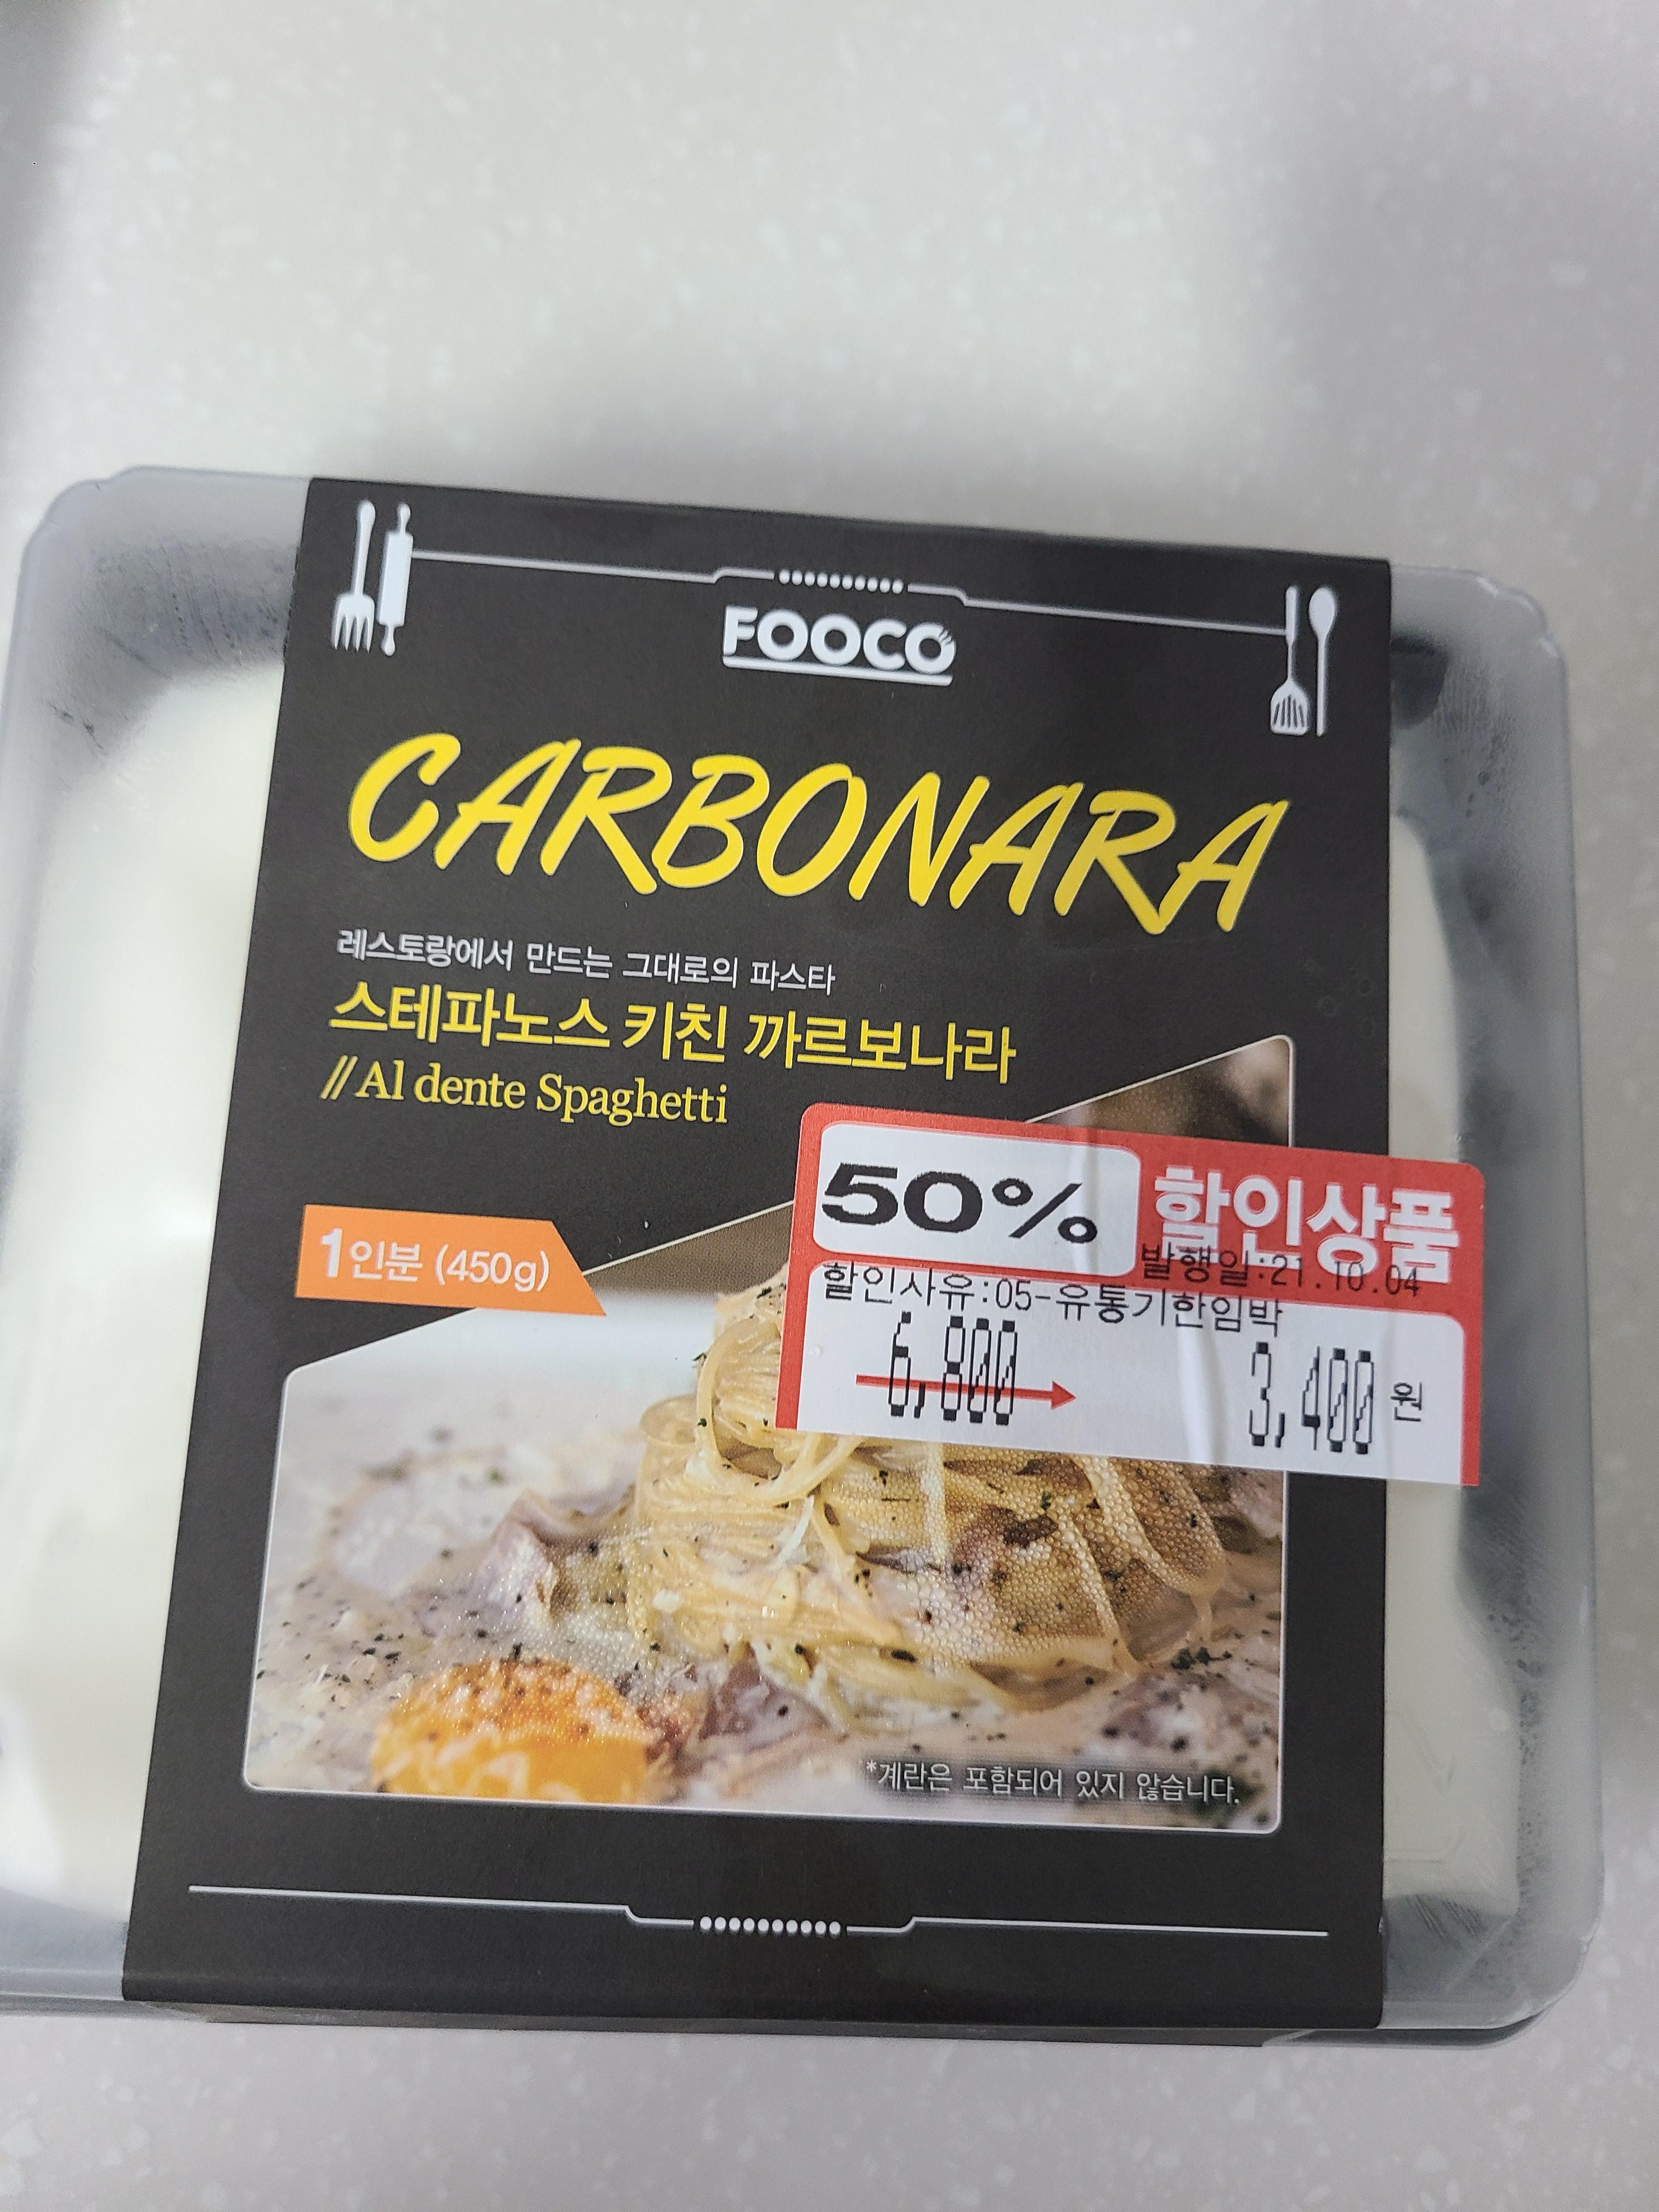 FOOCO
CARBONARA
레스토랑에서 만드는 그대로의 파스타
스테파노스 키친 까르보나라
//Al dente Spaghetti
1인분 (450g)
50% 할인상품
발행일:21.10.04
할인사유:05-유통기한임박
6,800 3,400 원
*계란은 포함되어 있지 않습니다.